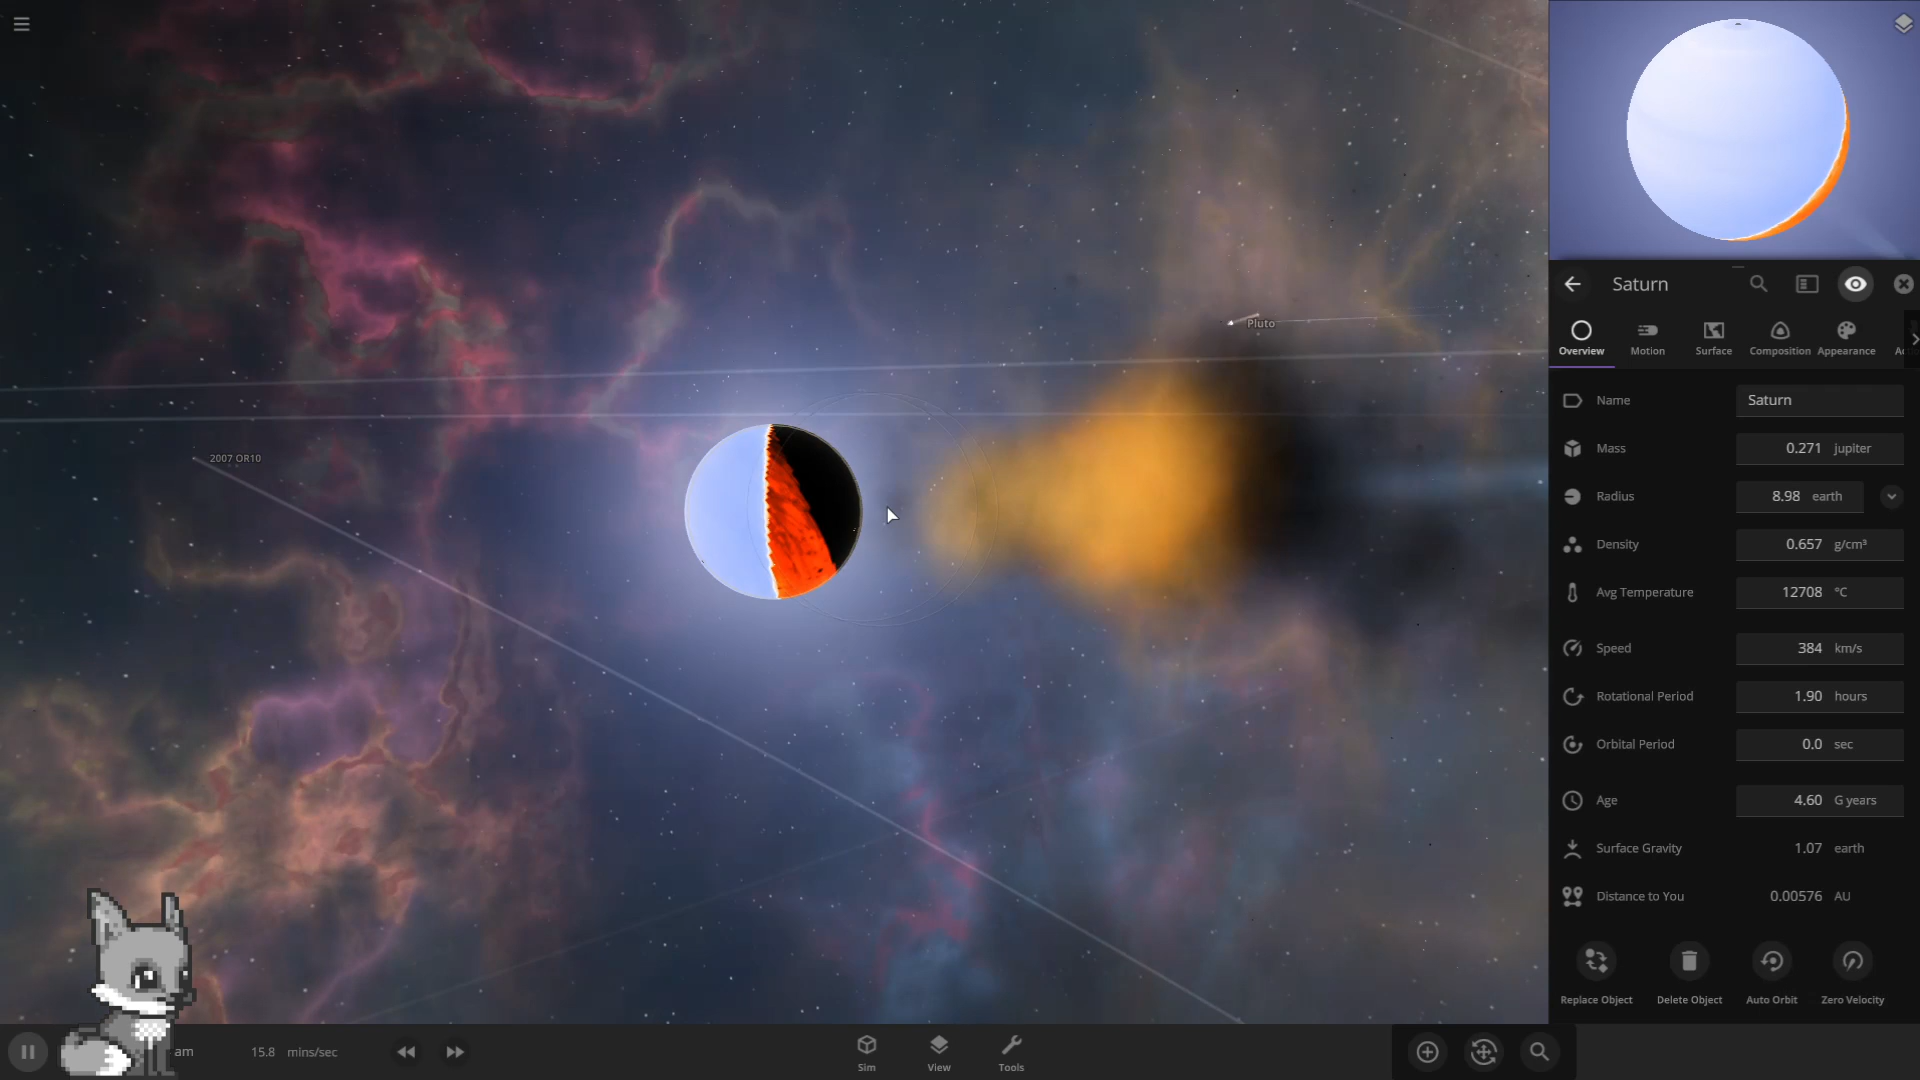 Pluto
2007 OR10
Saturn
Overview
Motion
Surface
Composition
Appearance
Name Saturn
Mass 0.271 jupiter
Radius 8.98 earth
Density 0.657 g/cm³
Avg Temperature 12708 °C
Speed 384 km/s
Rotational Period 1.90 hours
Orbital Period 0.0 sec
Age 4.60 G years
Surface Gravity 1.07 earth
Distance to You 0.00576 AU
Replace Object
Delete Object
Auto Orbit
Zero Velocity
am
15.8 mins/sec
Sim
View
Tools